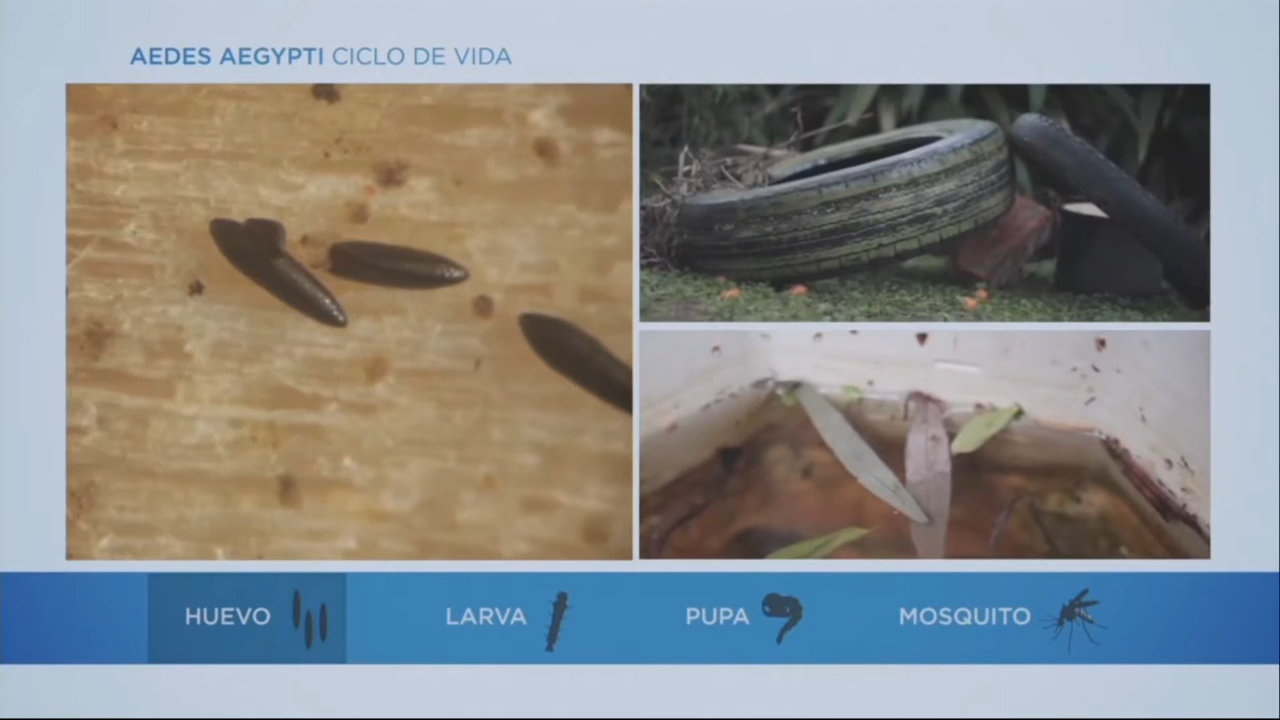 AEDES AEGYPTI CICLO DE VIDA
HUEVO
LARVA
PUPA
MOSQUITO